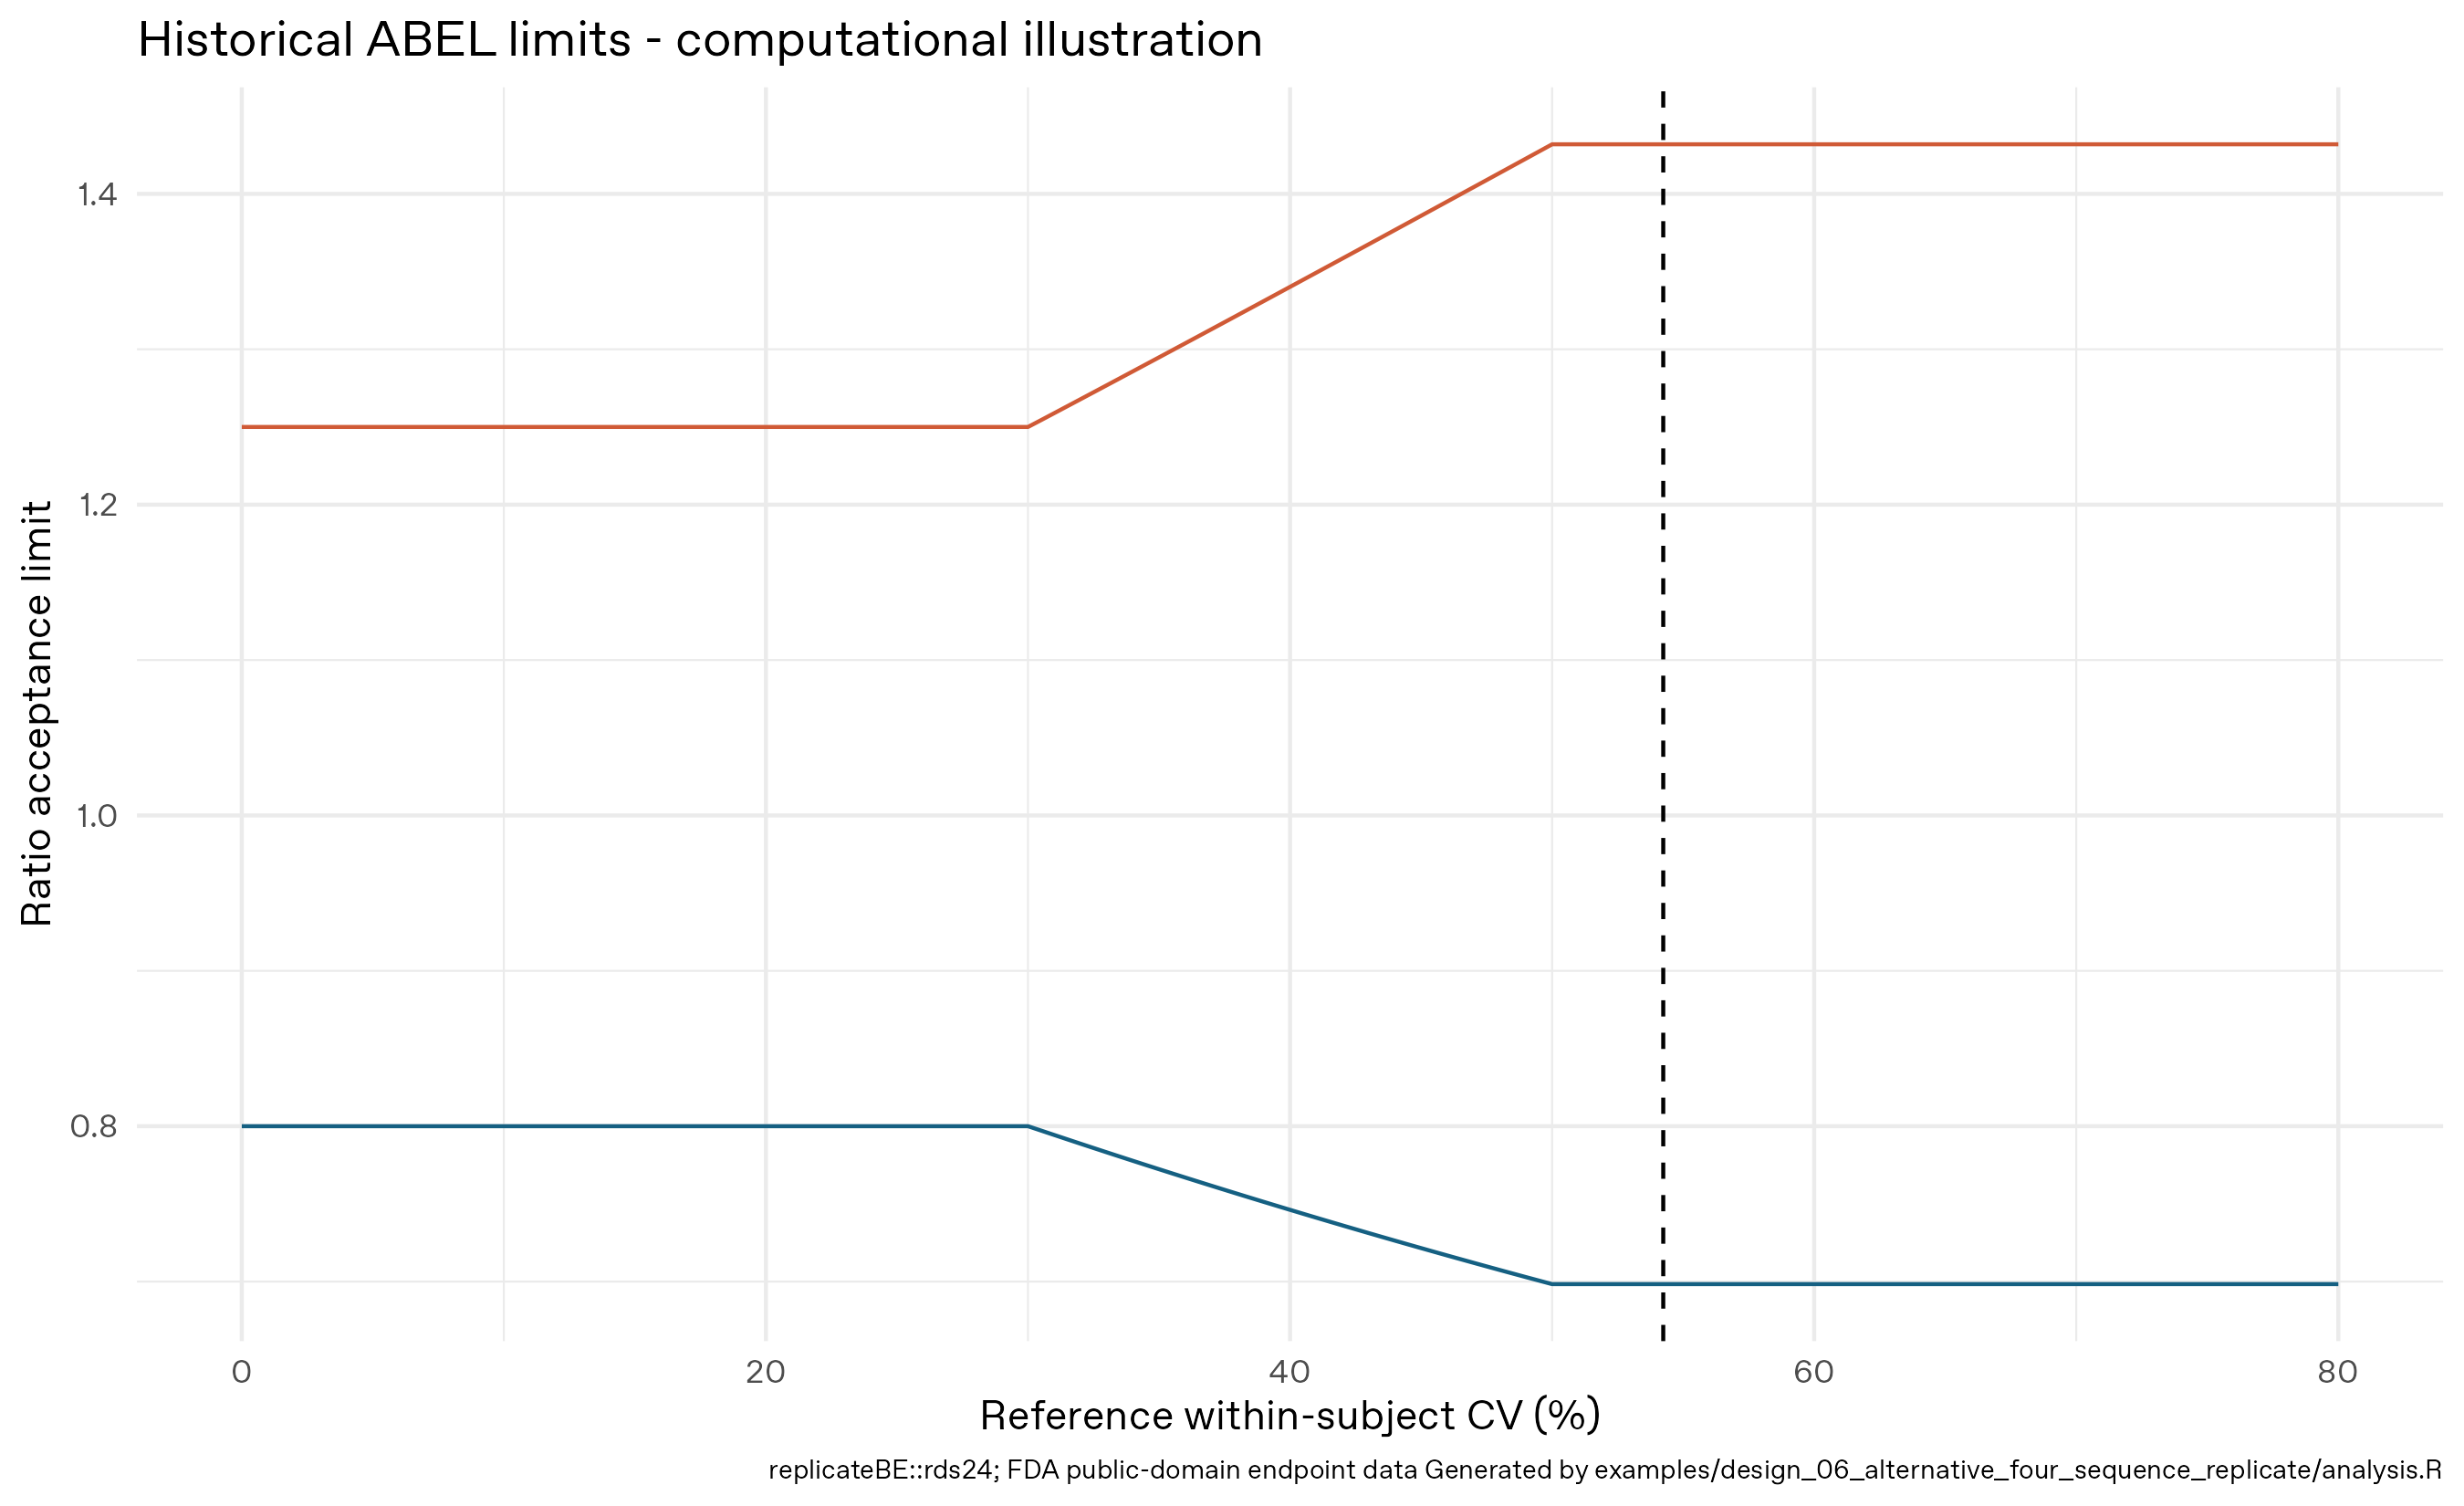 Historical ABEL limits - computational illustration
Ratio acceptance limit
1.4
1.2
1.0
0.8
0 20 40 60 80
Reference within-subject CV (%)
replicateBE::rds24; FDA public-domain endpoint data Generated by examples/design_06_alternative_four_sequence_replicate/analysis.R